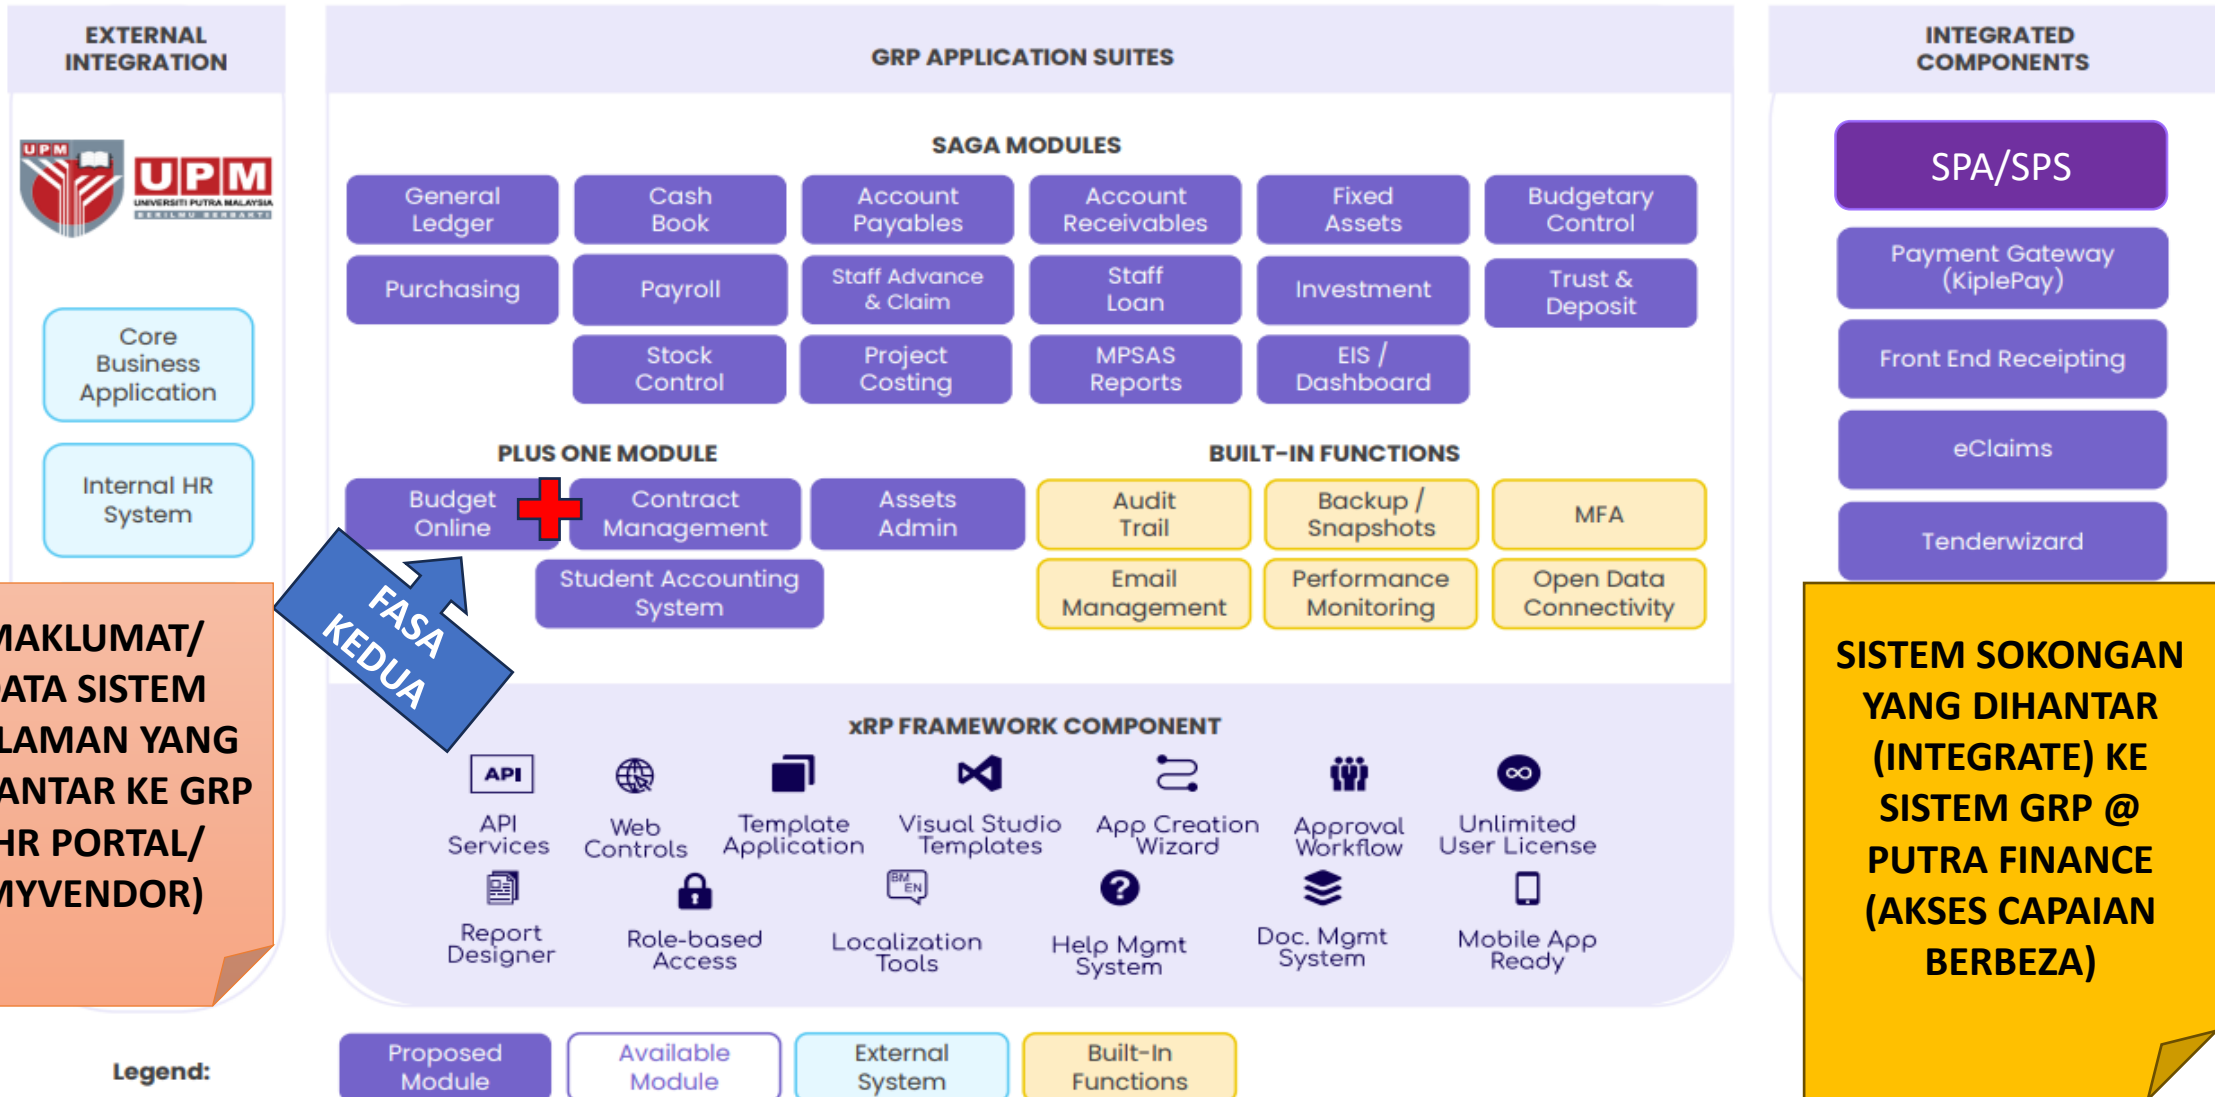 EXTERNAL
INTEGRATION
UPM
UPM
UNIVERSITI PUTRA MALAYSIA
BERILMU BERBAKTI
Core
Business
Application
Internal HR
System
MAKLUMAT/
DATA SISTEM
YANG
KE GRP
HR PORTAL/
MYVENDOR)
GRP APPLICATION SUITES
SAGA MODULES
General
Ledger
Cash
Book
Account
Payables
Account
Receivables
Fixed
Assets
Budgetary
Control
Purchasing
Payroll
Staff Advance
& Claim
Staff
Loan
Investment
Trust &
Deposit
Stock
Control
Project
Costing
MPSAS
Reports
EIS /
Dashboard
PLUS ONE MODULE
Budget
Online
Contract
Management
Assets
Admin
Student Accounting
System
FASA
KEDUA
BUILT-IN FUNCTIONS
Audit
Trail
Backup /
Snapshots
MFA
Email
Management
Performance
Monitoring
Open Data
Connectivity
xRP FRAMEWORK COMPONENT
API
API
Services
Web
Controls
Template
Application
Visual Studio
Templates
App Creation
Wizard
Approval
Workflow
Unlimited
User License
Report
Designer
Role-based
Access
BM
EN
Localization
Tools
Help Mgmt
System
Doc. Mgmt
System
Mobile App
Ready
INTEGRATED
COMPONENTS
SPA/SPS
Payment Gateway
(KiplePay)
Front End Receipting
eClaims
Tenderwizard
SISTEM SOKONGAN
YANG DIHANTAR
(INTEGRATE) KE
SISTEM GRP @
PUTRA FINANCE
(AKSES CAPAIAN
BERBEZA)
Legend:
Proposed
Module
Available
Module
External
System
Built-In
Functions